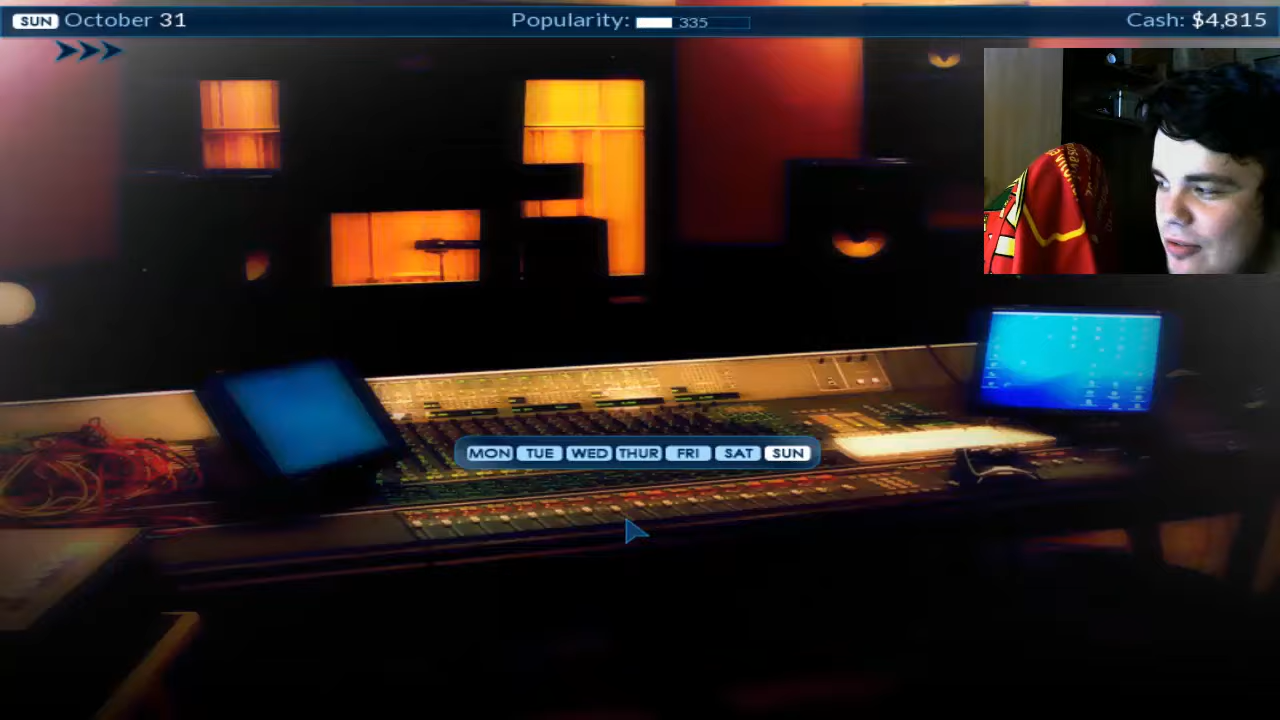 SUN October 31
Popularity: 335
Cash: $4,815
MON TUE WED THUR FRI SAT SUN